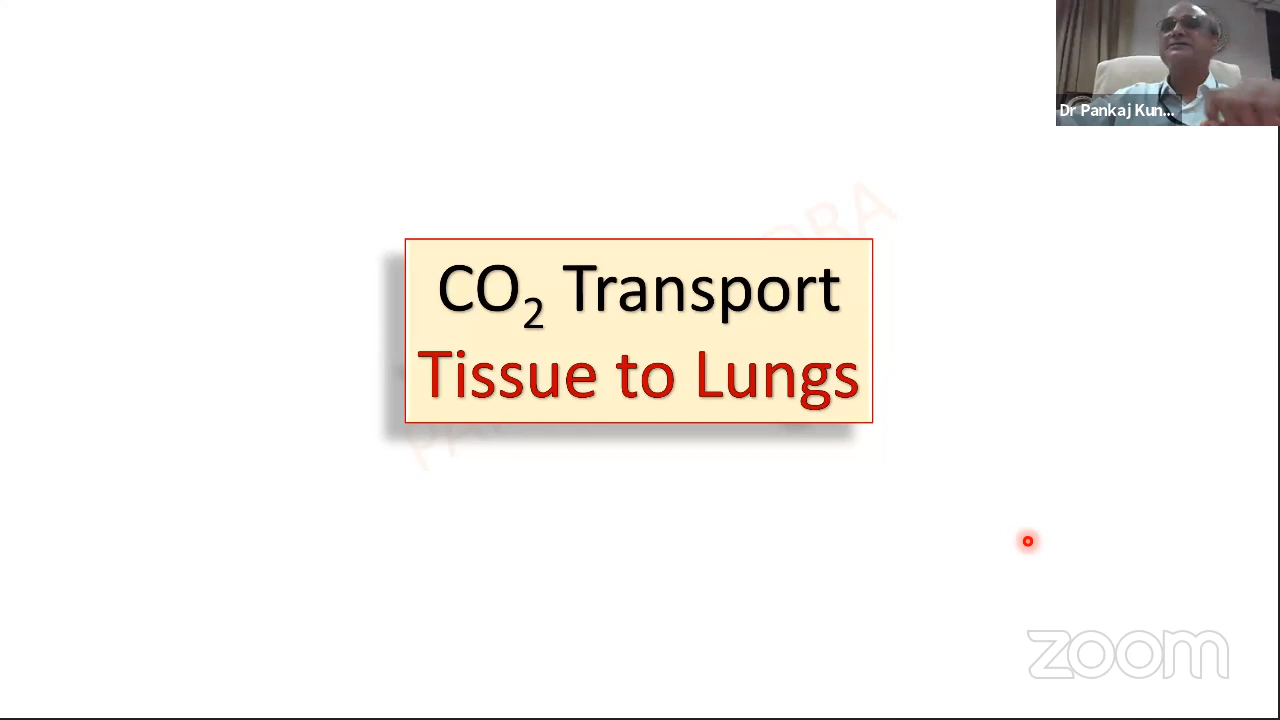 Dr Pankaj Kun...
CO₂ Transport
Tissue to Lungs
zoom